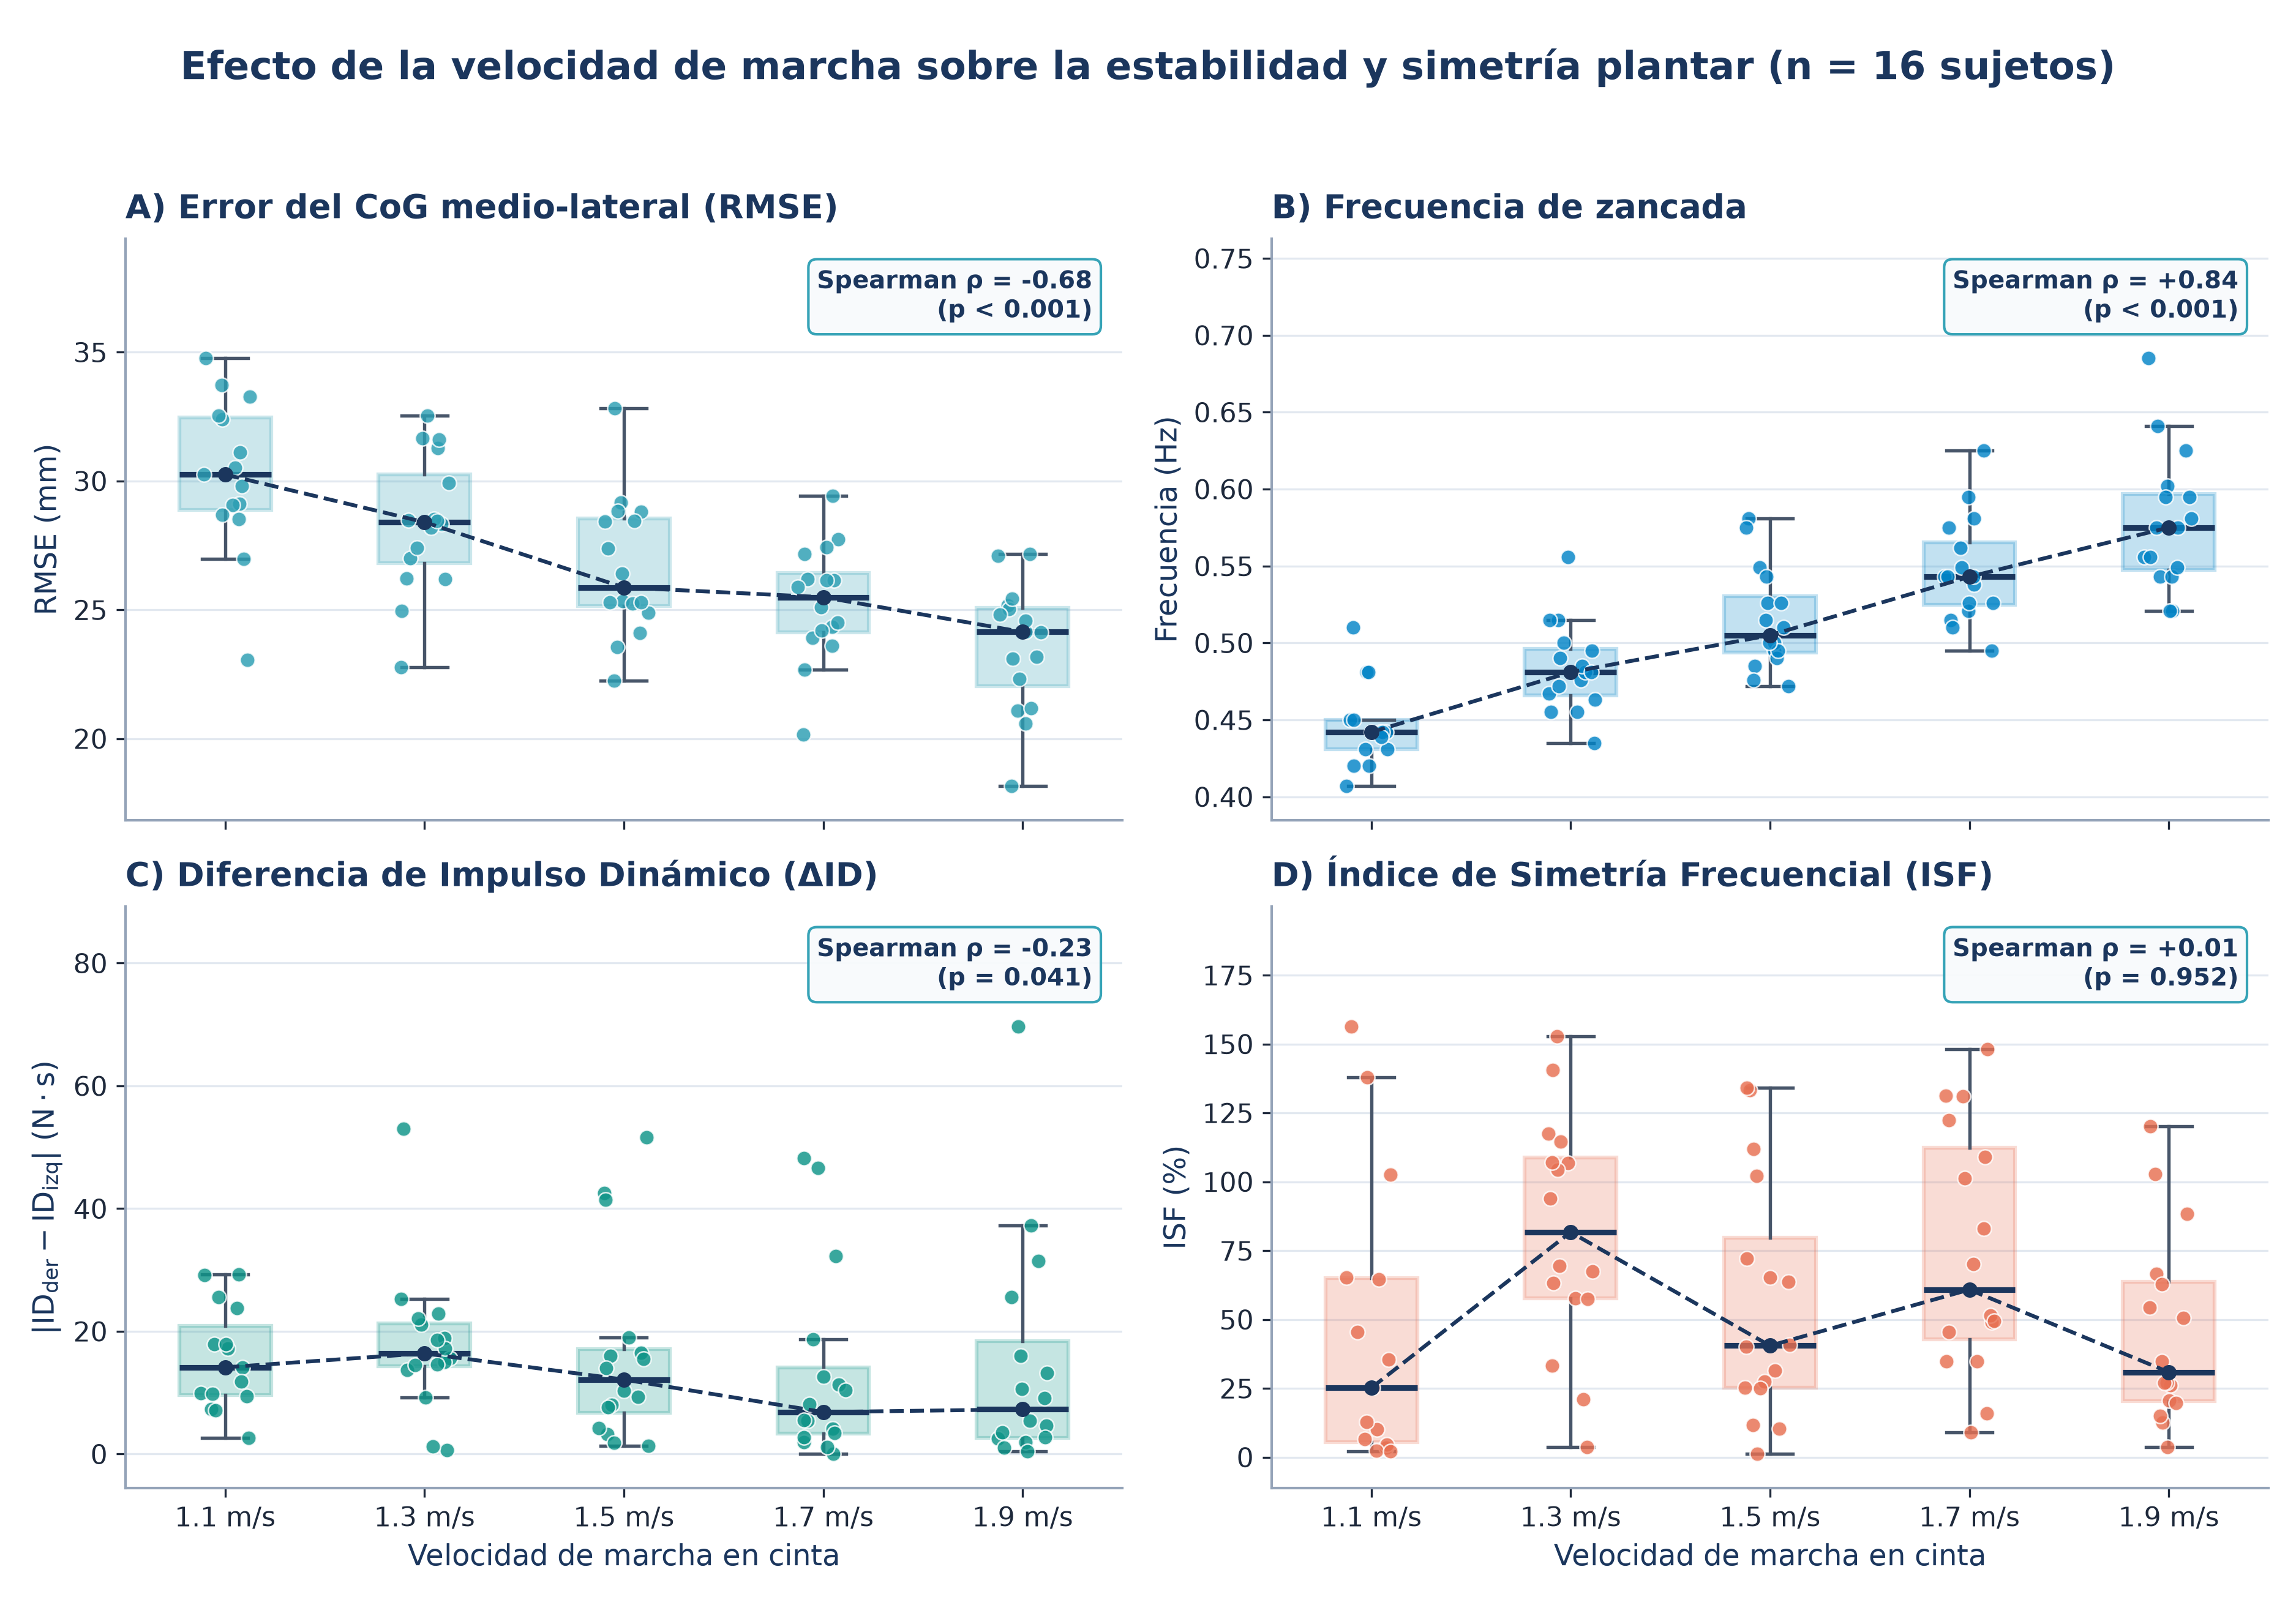 Efecto de la velocidad de marcha sobre la estabilidad y simetría plantar (n = 16 sujetos)
A) Error del CoG medio-lateral (RMSE)
Spearman ρ = -0.68
(p < 0.001)
RMSE (mm)
35
30
25
20
B) Frecuencia de zancada
Spearman ρ = +0.84
(p < 0.001)
Frecuencia (Hz)
0.75
0.70
0.65
0.60
0.55
0.50
0.45
0.40
C) Diferencia de Impulso Dinámico (ΔID)
Spearman ρ = -0.23
(p = 0.041)
|ID_der − ID_izq| (N · s)
80
60
40
20
0
1.1 m/s 1.3 m/s 1.5 m/s 1.7 m/s 1.9 m/s
Velocidad de marcha en cinta
D) Índice de Simetría Frecuencial (ISF)
Spearman ρ = +0.01
(p = 0.952)
ISF (%)
175
150
125
100
75
50
25
0
1.1 m/s 1.3 m/s 1.5 m/s 1.7 m/s 1.9 m/s
Velocidad de marcha en cinta